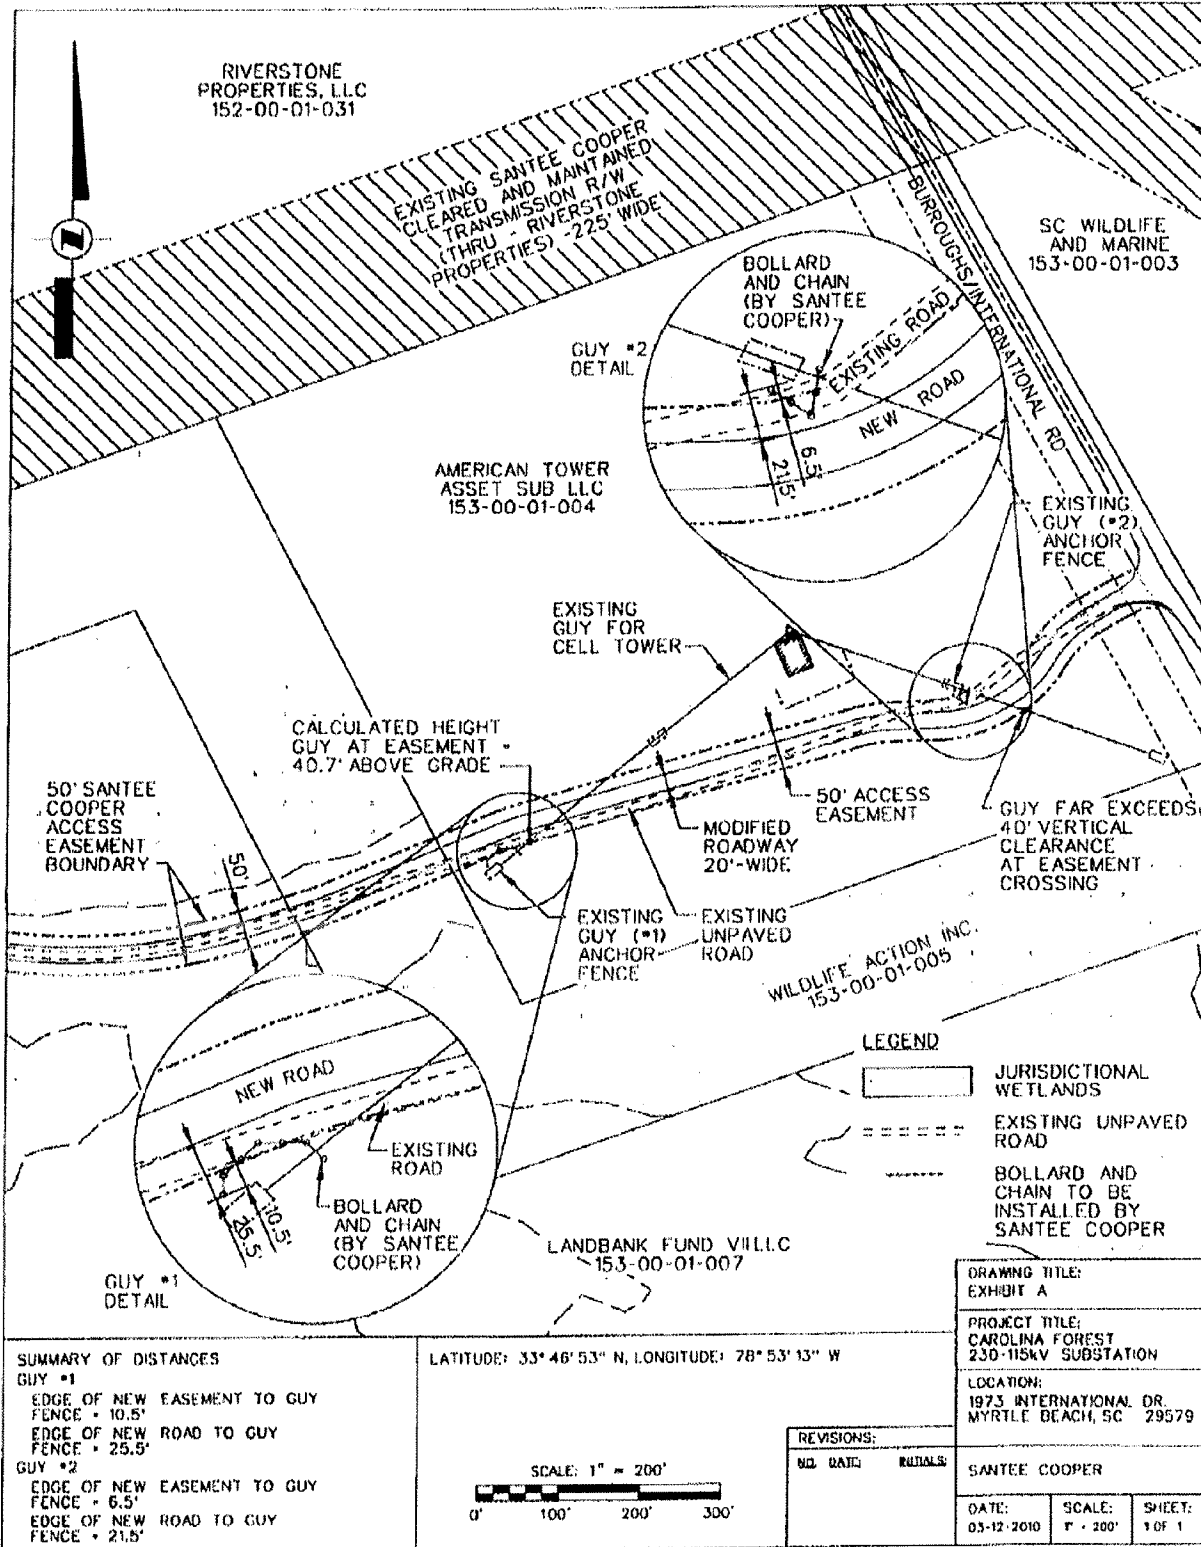 RIVERSTONE
PROPERTIES, LLC
152-00-01-031
EXISTING SANTEE COOPER
CLEARED AND MAINTAINED
TRANSMISSION R/W
(THRU - RIVERSTONE
PROPERTIES) -225' WIDE
BURROUGHS/INTERNATIONAL RD
SC WILDLIFE
AND MARINE
153-00-01-003
BOLLARD
AND CHAIN
(BY SANTEE
COOPER)
GUY #2
DETAIL
EXISTING ROAD
NEW ROAD
6.5'
21.5'
AMERICAN TOWER
ASSET SUB LLC
153-00-01-004
EXISTING
GUY (#2)
ANCHOR
FENCE
EXISTING
GUY FOR
CELL TOWER
CALCULATED HEIGHT
GUY AT EASEMENT =
40.7' ABOVE GRADE
50' SANTEE
COOPER
ACCESS
EASEMENT
BOUNDARY
50'
50' ACCESS
EASEMENT
MODIFIED
ROADWAY
20'-WIDE
GUY FAR EXCEEDS
40' VERTICAL
CLEARANCE
AT EASEMENT
CROSSING
EXISTING
GUY (#1)
ANCHOR
FENCE
EXISTING
UNPAVED
ROAD
WILDLIFE ACTION INC.
153-00-01-005
NEW ROAD
EXISTING
ROAD
BOLLARD
AND CHAIN
(BY SANTEE
COOPER)
10.5'
25.5'
GUY #1
DETAIL
LANDBANK FUND VII LLC
153-00-01-007
LEGEND
JURISDICTIONAL
WETLANDS
EXISTING UNPAVED
ROAD
BOLLARD AND
CHAIN TO BE
INSTALLED BY
SANTEE COOPER
SUMMARY OF DISTANCES
GUY #1
EDGE OF NEW EASEMENT TO GUY
FENCE = 10.5'
EDGE OF NEW ROAD TO GUY
FENCE = 25.5'
GUY #2
EDGE OF NEW EASEMENT TO GUY
FENCE = 6.5'
EDGE OF NEW ROAD TO GUY
FENCE = 21.5'
LATITUDE: 33° 46' 53" N, LONGITUDE: 78° 53' 13" W
SCALE: 1" = 200'
0' 100' 200' 300'
REVISIONS:
NO. DATE: INITIALS:
DRAWING TITLE:
EXHIBIT A
PROJECT TITLE:
CAROLINA FOREST
230-115kV SUBSTATION
LOCATION:
1973 INTERNATIONAL DR.
MYRTLE BEACH, SC 29579
SANTEE COOPER
DATE:
03-12-2010
SCALE:
1" = 200'
SHEET:
1 OF 1